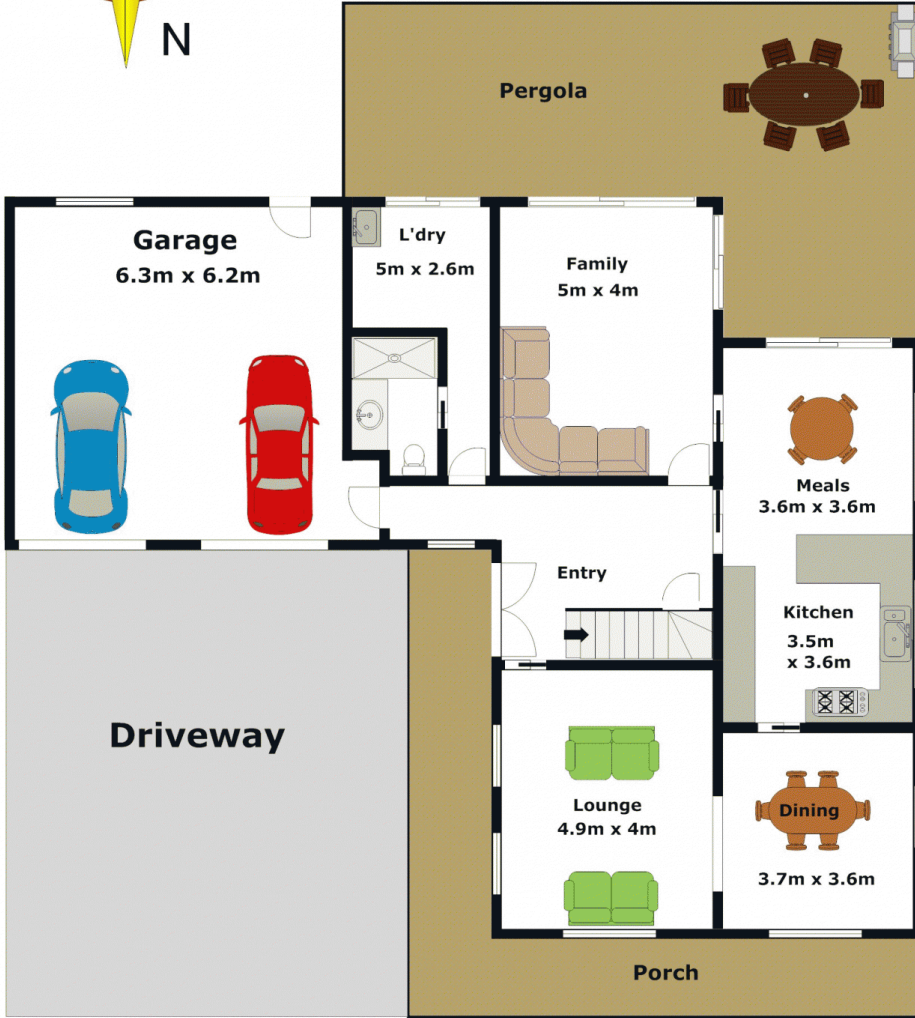 N
Pergola
Garage
6.3m x 6.2m
L'dry
5m x 2.6m
Family
5m x 4m
Meals
3.6m x 3.6m
Entry
Kitchen
3.5m
x 3.6m
Driveway
Lounge
4.9m x 4m
Dining
3.7m x 3.6m
Porch